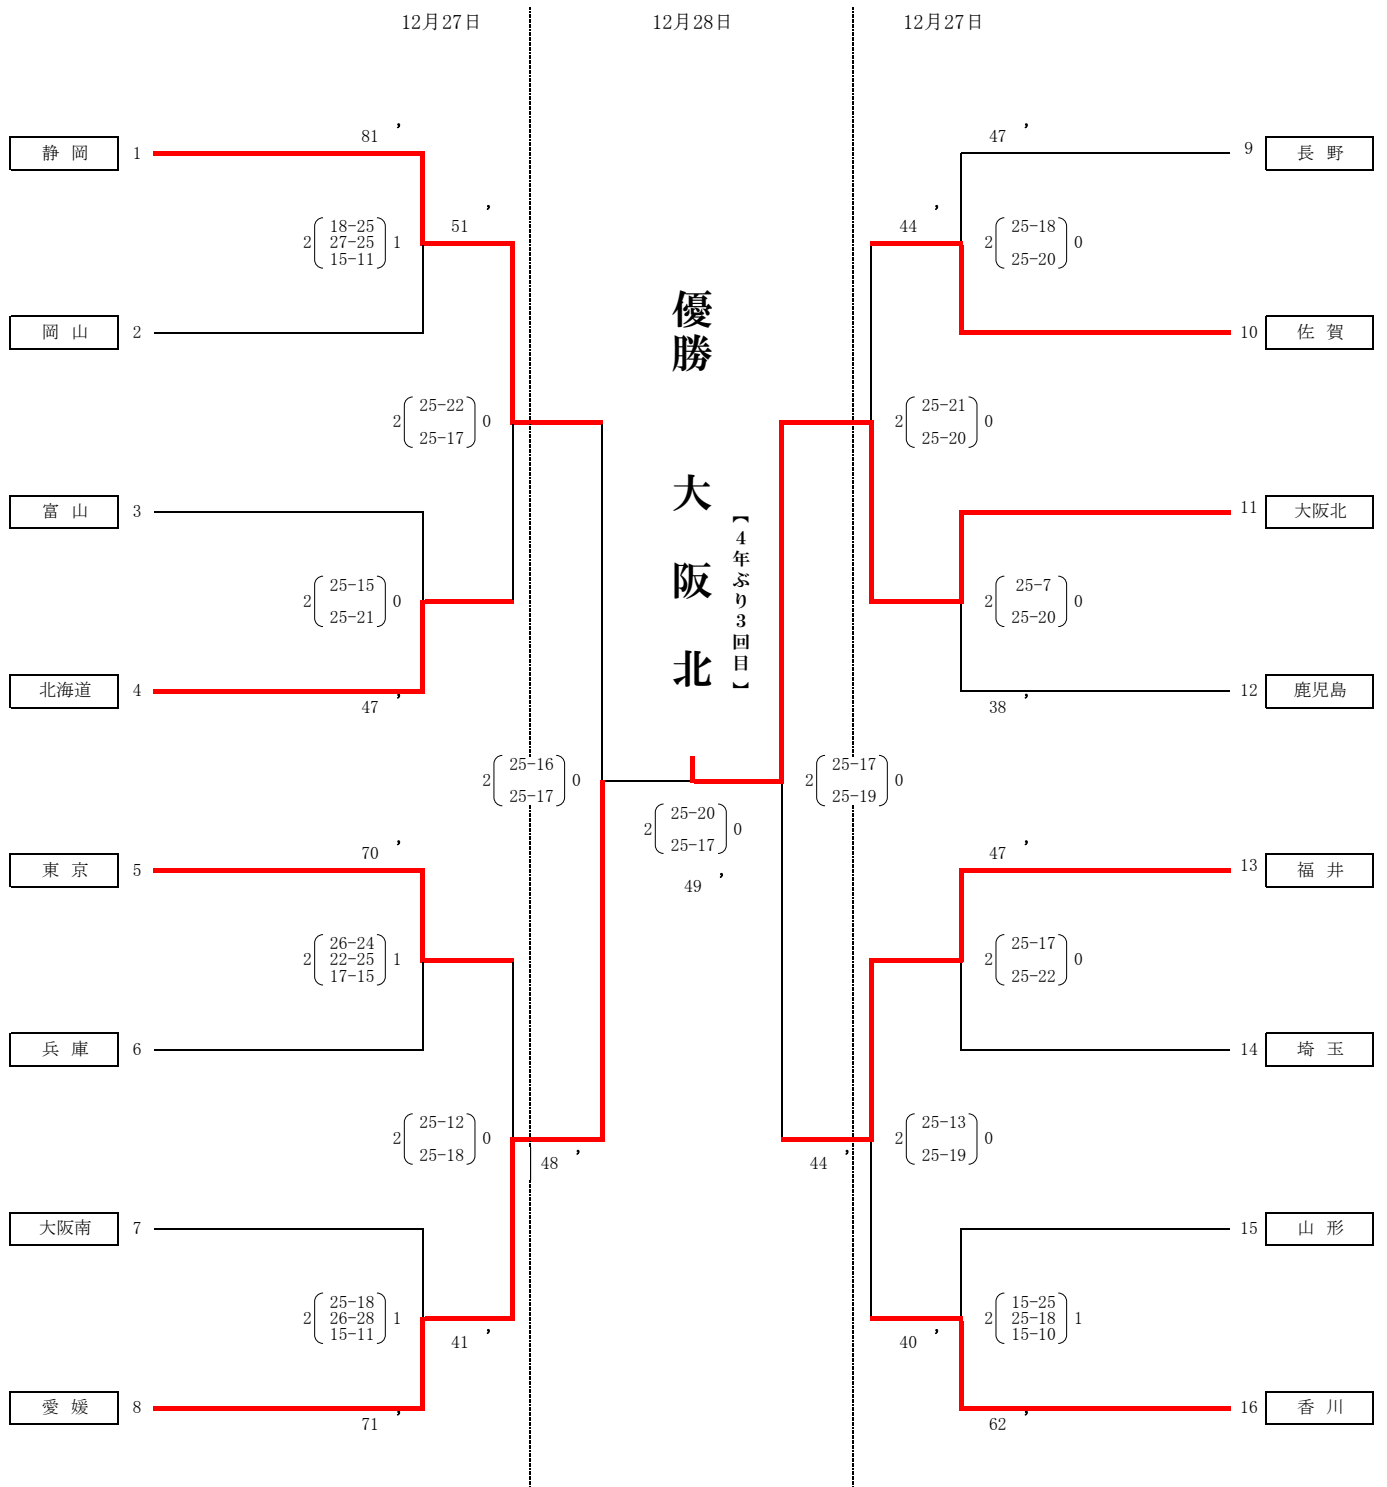 12月27日
12月28日
12月27日
81 ’
47 ’
静 岡 1
9 長 野
51 ’
44 ’
2 18-25 1
27-25
15-11
2 25-18 0
25-20
優勝
岡 山 2
10 佐 賀
2 25-22 0
25-17
2 25-21 0
25-20
大阪北
【4年ぶり3回目】
富 山 3
11 大阪北
2 25-15 0
25-21
2 25-7 0
25-20
北海道 4
12 鹿児島
47 ’
38 ’
2 25-16 0
25-17
2 25-17 0
25-19
2 25-20 0
25-17
49 ’
70 ’
47 ’
東 京 5
13 福 井
2 26-24 1
22-25
17-15
2 25-17 0
25-22
兵 庫 6
14 埼 玉
2 25-12 0
25-18
2 25-13 0
25-19
48 ’
44 ’
大阪南 7
15 山 形
2 25-18 1
26-28
15-11
2 15-25 1
25-18
15-10
41 ’
40 ’
愛 媛 8
16 香 川
71 ’
62 ’